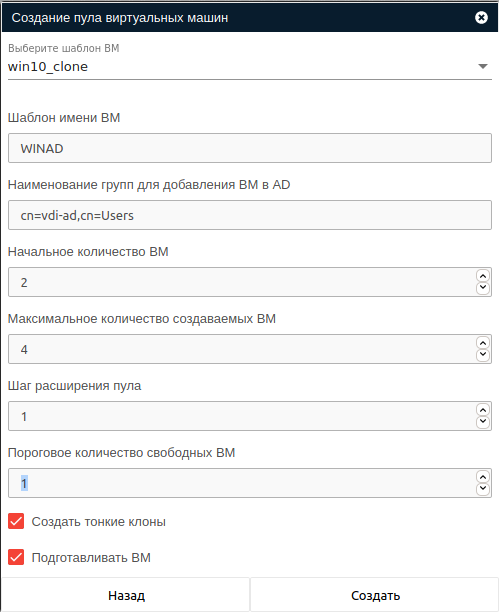 Создание пула виртуальных машин
Выберите шаблон ВМ
win10_clone
Шаблон имени ВМ
WINAD
Наименование групп для добавления ВМ в AD
cn=vdi-ad,cn=Users
Начальное количество ВМ
2
Максимальное количество создаваемых ВМ
4
Шаг расширения пула
1
Пороговое количество свободных ВМ
1
Создать тонкие клоны
Подготавливать ВМ
Назад
Создать